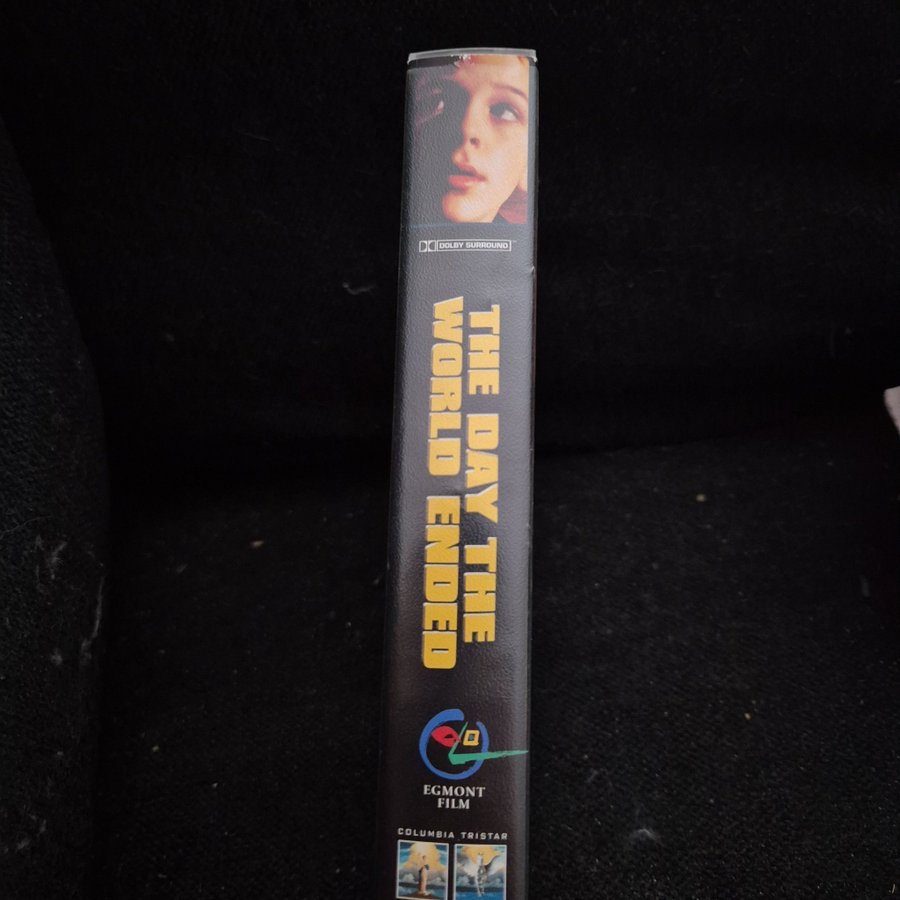 DOLBY SURROUND
THE DAY THE
WORLD ENDED
EGMONT
FILM
COLUMBIA TRISTAR